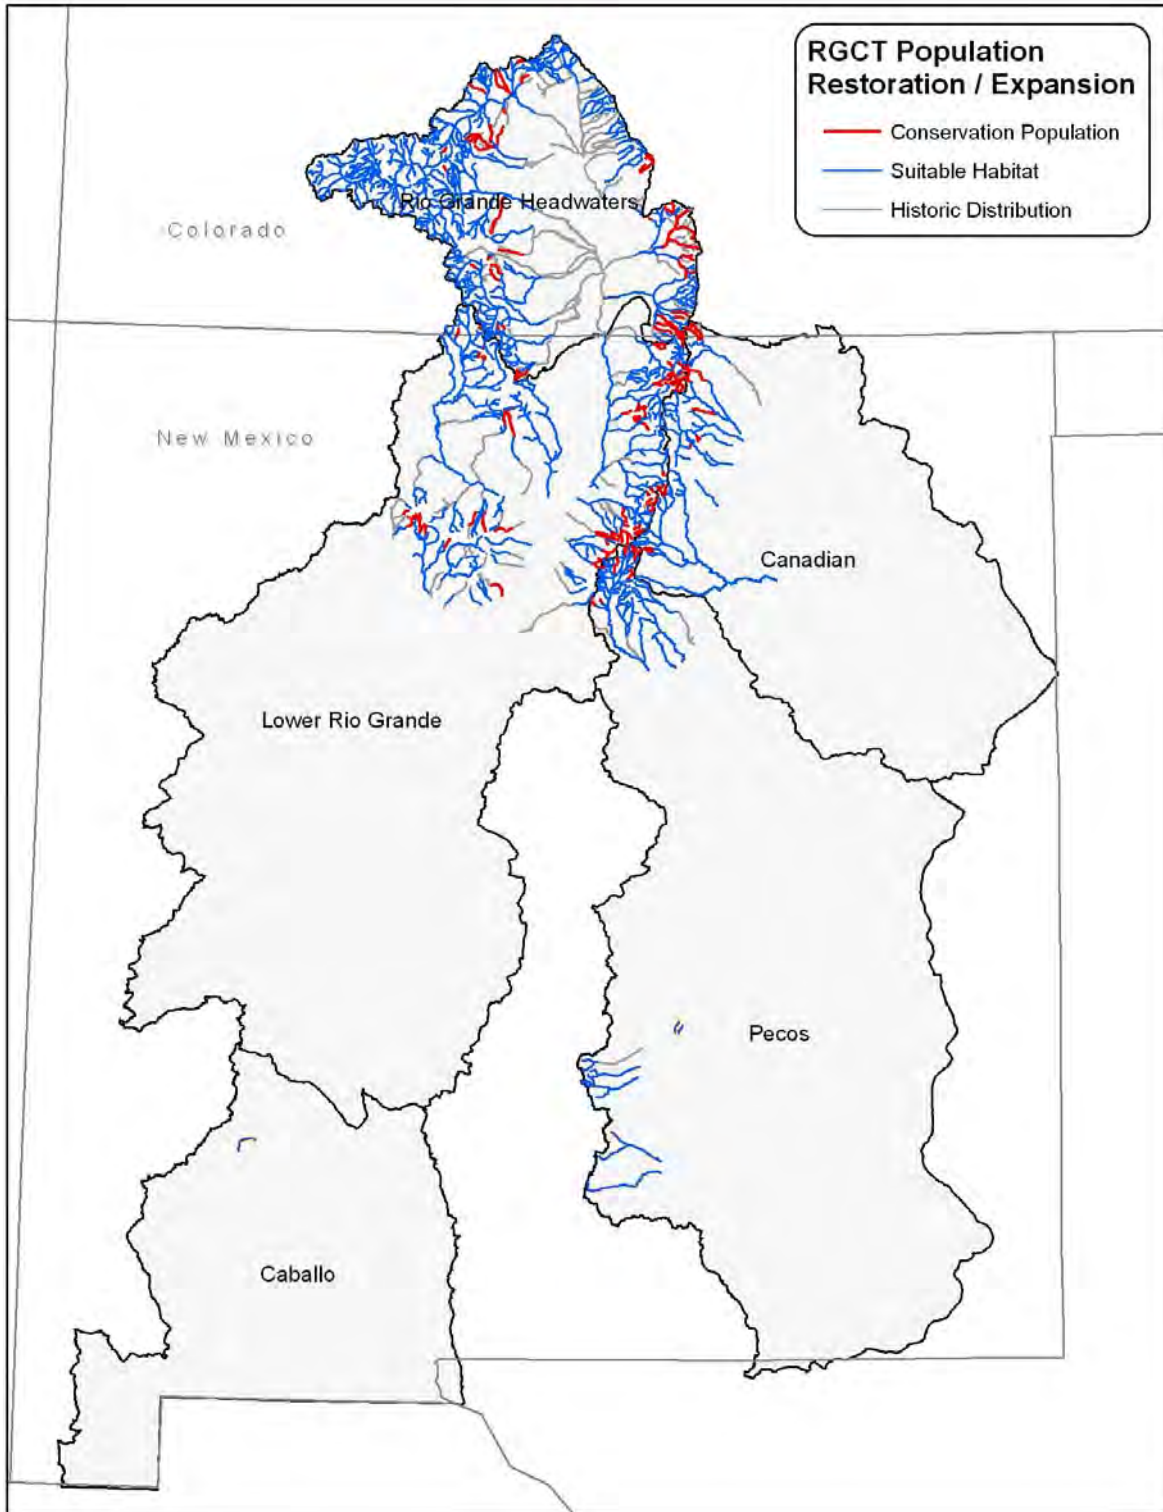 RGCT Population
Restoration / Expansion
Conservation Population
Suitable Habitat
Historic Distribution
Rio Grande Headwaters
Colorado
New Mexico
Canadian
Lower Rio Grande
Pecos
Caballo